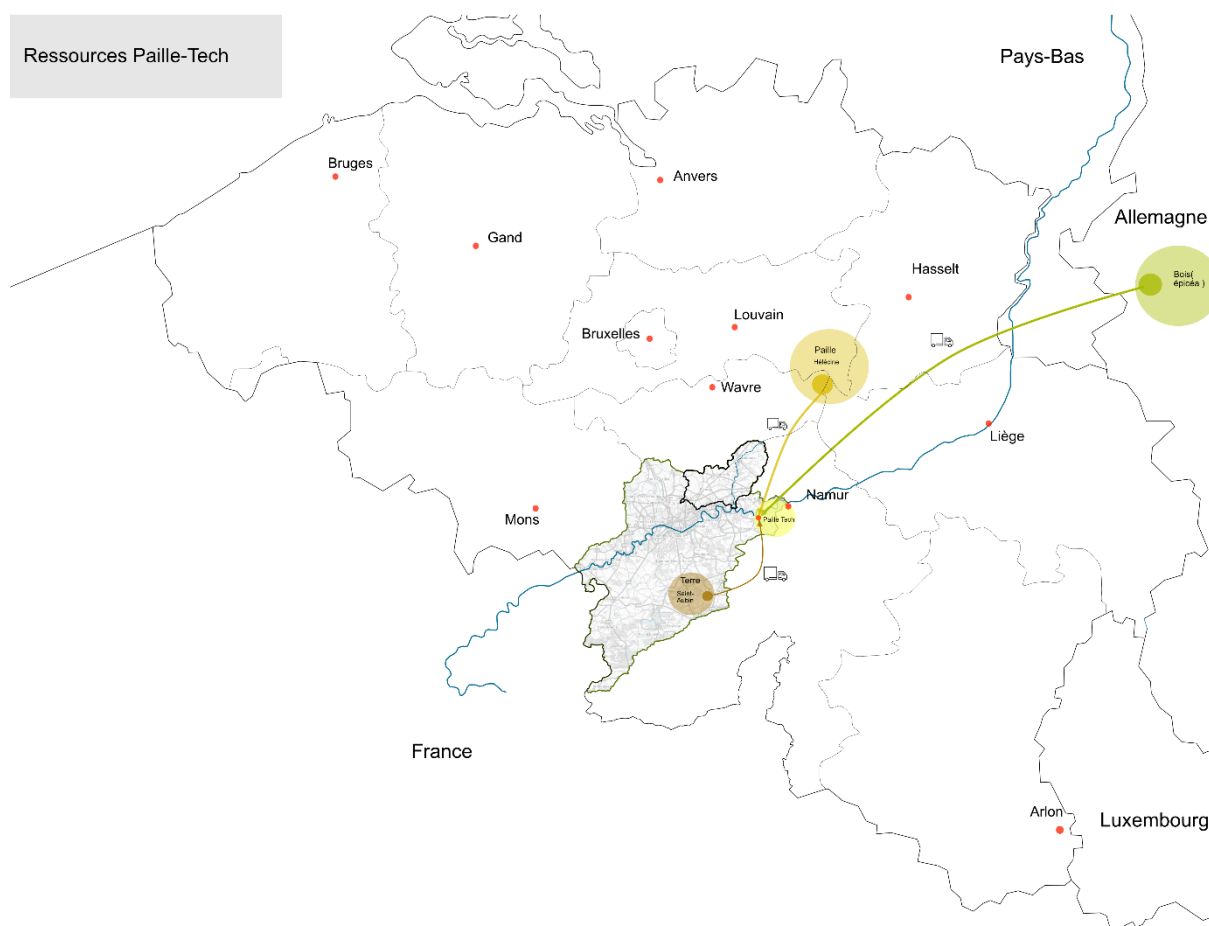 Ressources Paille-Tech
Pays-Bas
Bruges
Anvers
Allemagne
Gand
Hasselt
Bois(
épicéa )
Louvain
Bruxelles
Paille
Hélécine
Wavre
Liège
Namur
Mons
Paille Tech
Terre
Saint-
Aubin
France
Arlon
Luxembourg